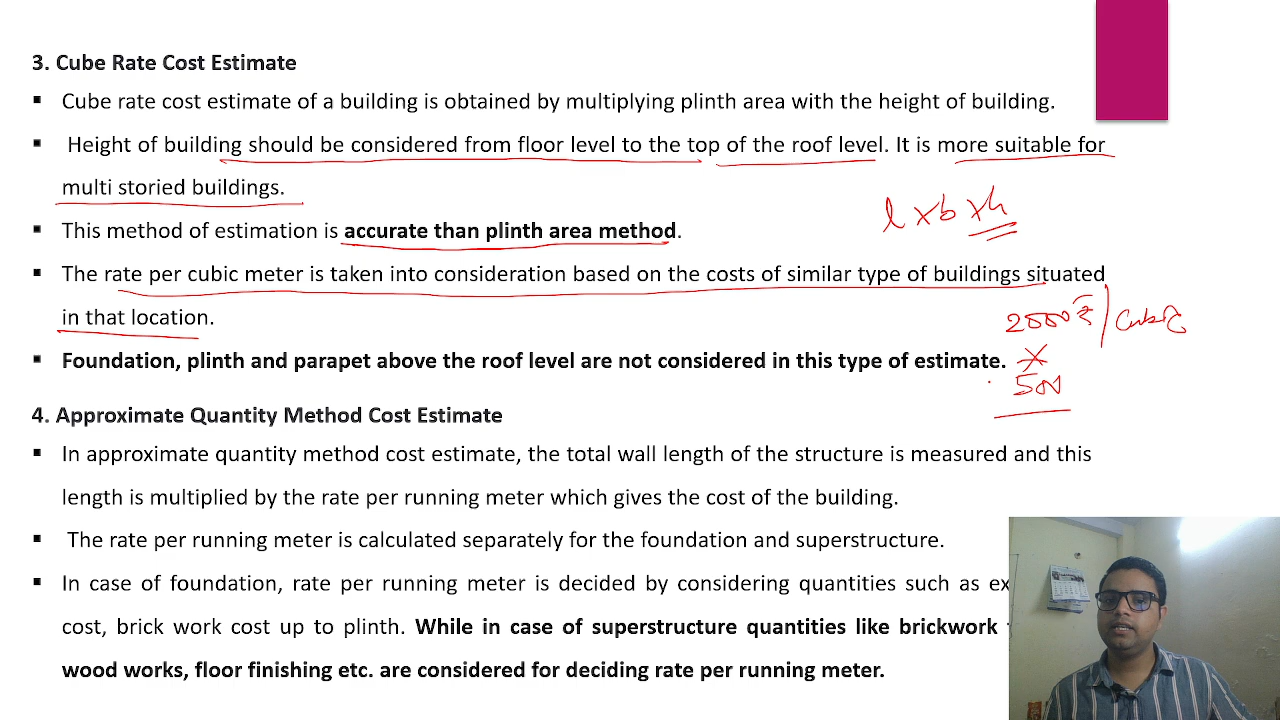 3. Cube Rate Cost Estimate
▪ Cube rate cost estimate of a building is obtained by multiplying plinth area with the height of building.
▪ Height of building should be considered from floor level to the top of the roof level. It is more suitable for
multi storied buildings.
l x b x h
▪ This method of estimation is accurate than plinth area method.
▪ The rate per cubic meter is taken into consideration based on the costs of similar type of buildings situated
in that location.
2000 ₹ / Cubic
▪ Foundation, plinth and parapet above the roof level are not considered in this type of estimate.
x
500
4. Approximate Quantity Method Cost Estimate
▪ In approximate quantity method cost estimate, the total wall length of the structure is measured and this
length is multiplied by the rate per running meter which gives the cost of the building.
▪ The rate per running meter is calculated separately for the foundation and superstructure.
▪ In case of foundation, rate per running meter is decided by considering quantities such as
cost, brick work cost up to plinth. While in case of superstructure quantities like brickwork
wood works, floor finishing etc. are considered for deciding rate per running meter.